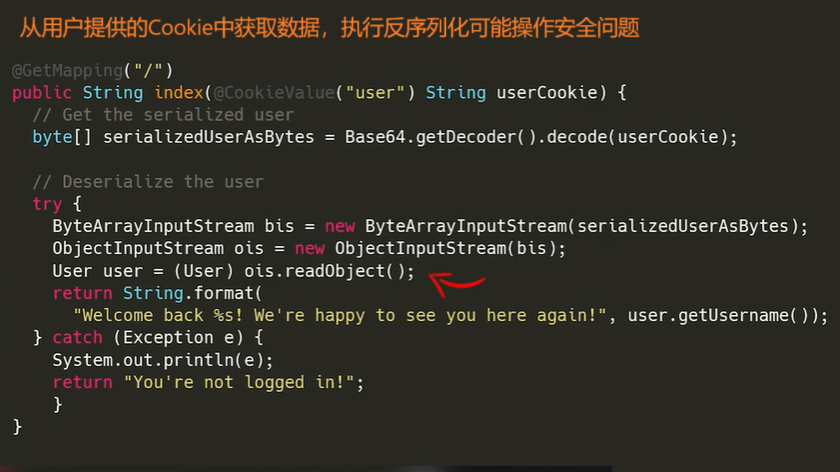 从用户提供的Cookie中获取数据，执行反序列化可能操作安全问题
@GetMapping("/")
public String index(@CookieValue("user") String userCookie) {
  // Get the serialized user
  byte[] serializedUserAsBytes = Base64.getDecoder().decode(userCookie);

  // Deserialize the user
  try {
    ByteArrayInputStream bis = new ByteArrayInputStream(serializedUserAsBytes);
    ObjectInputStream ois = new ObjectInputStream(bis);
    User user = (User) ois.readObject();
    return String.format(
      "Welcome back %s! We're happy to see you here again!", user.getUsername());
  } catch (Exception e) {
    System.out.println(e);
    return "You're not logged in!";
    }
}